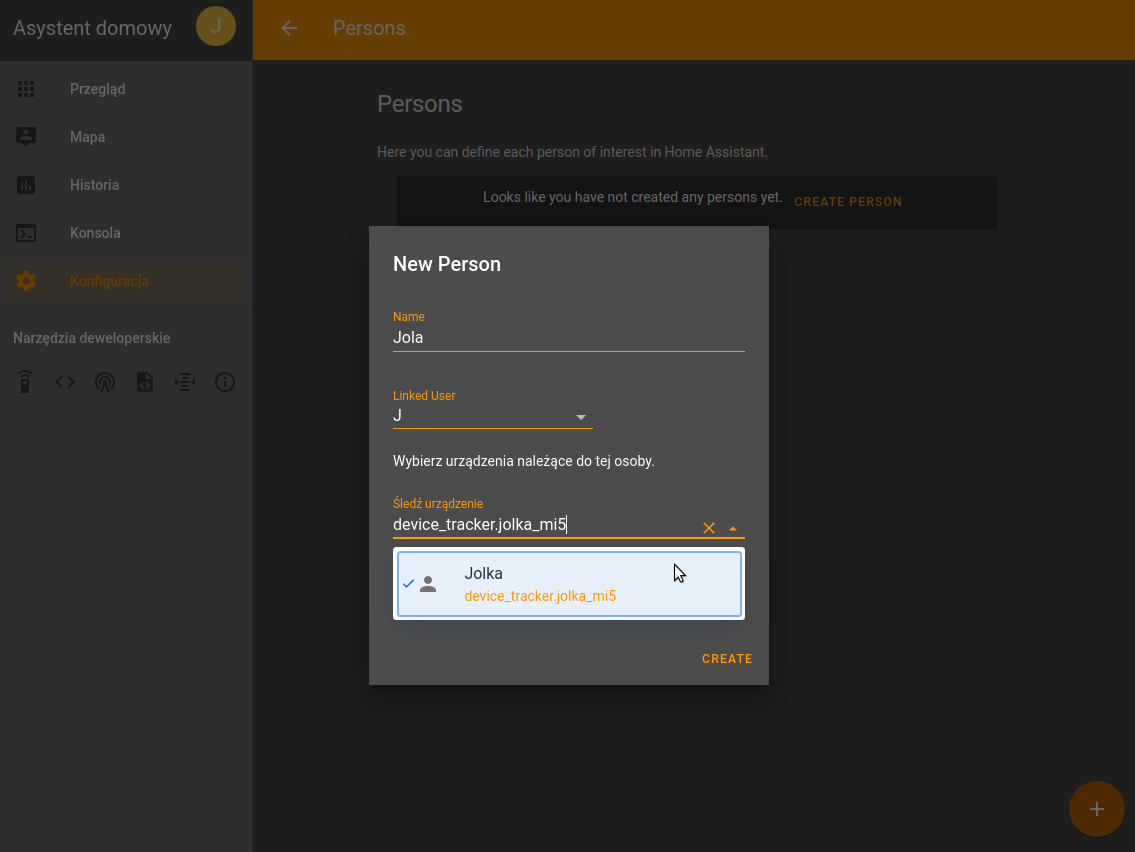 Asystent domowy
J
Persons
Przegląd
Mapa
Historia
Konsola
Konfiguracja
Narzędzia deweloperskie
Persons
Here you can define each person of interest in Home Assistant.
Looks like you have not created any persons yet.
CREATE PERSON
New Person
Name
Jola
Linked User
J
Wybierz urządzenia należące do tej osoby.
Śledź urządzenie
device_tracker.jolka_mi5
Jolka
device_tracker.jolka_mi5
CREATE